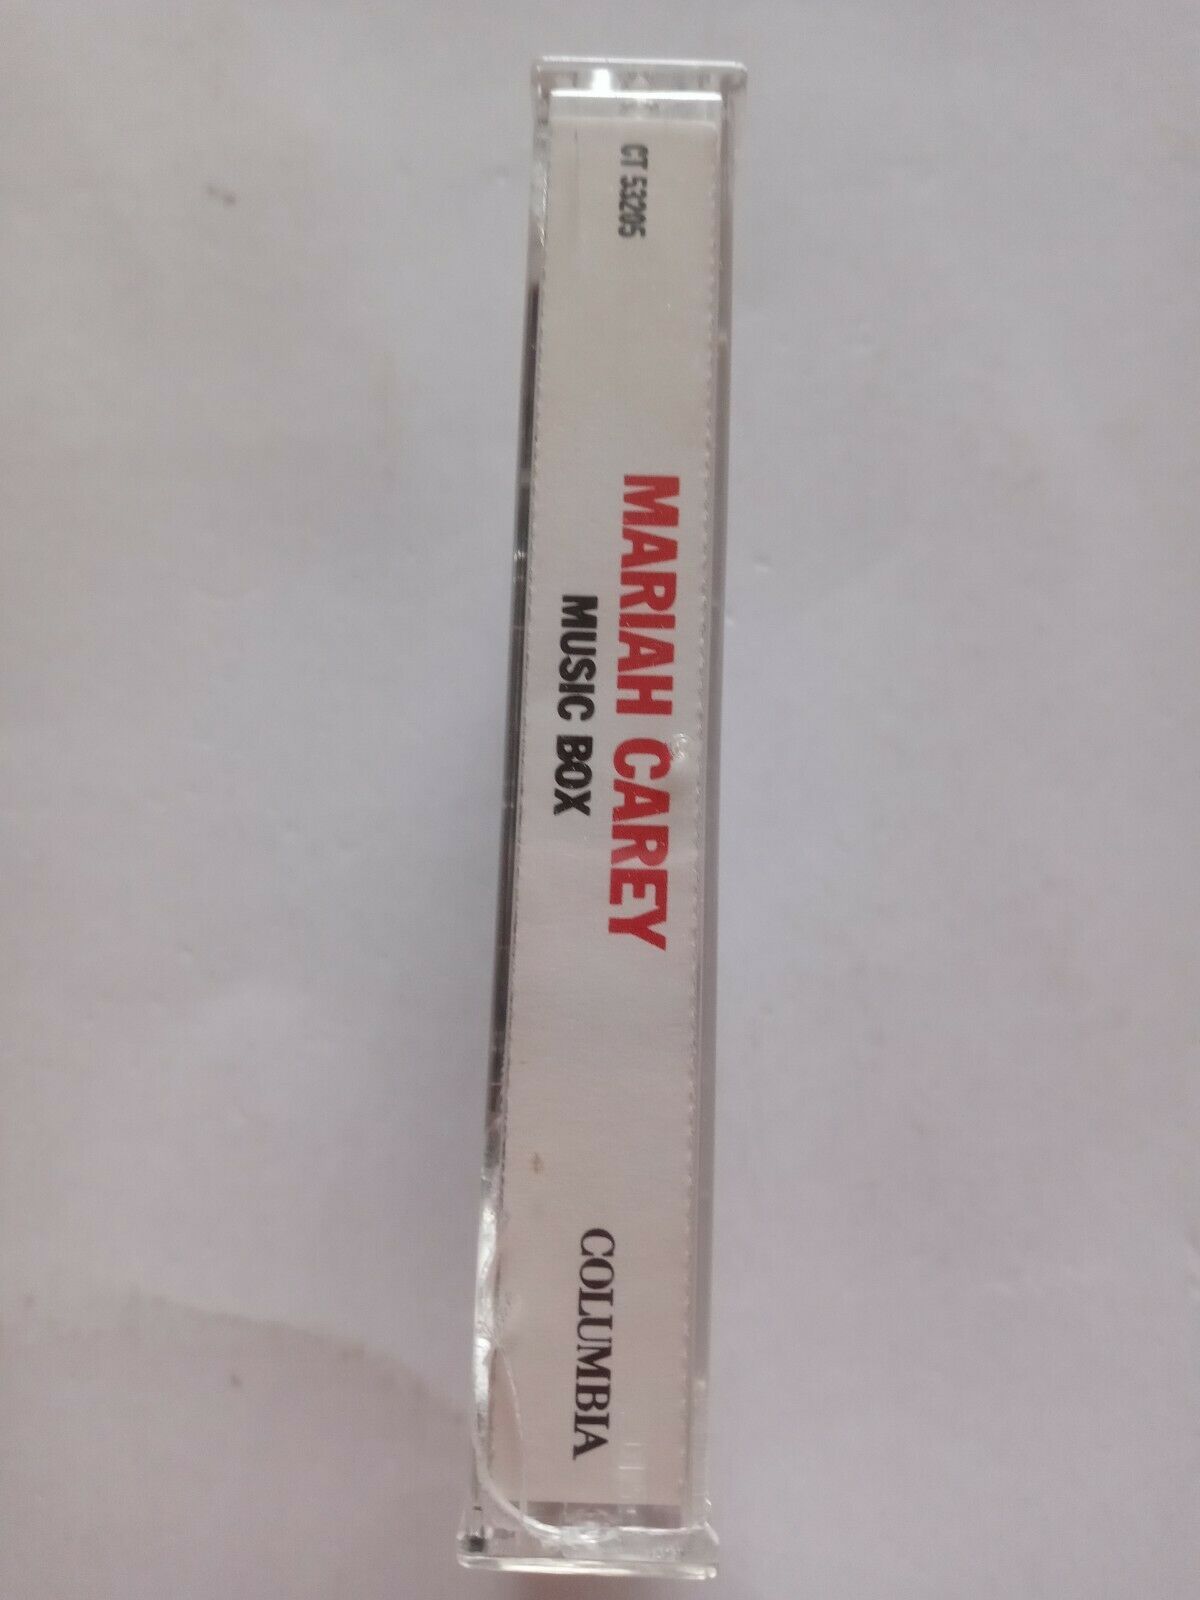 CT 53205
MARIAH CAREY
MUSIC BOX
COLUMBIA